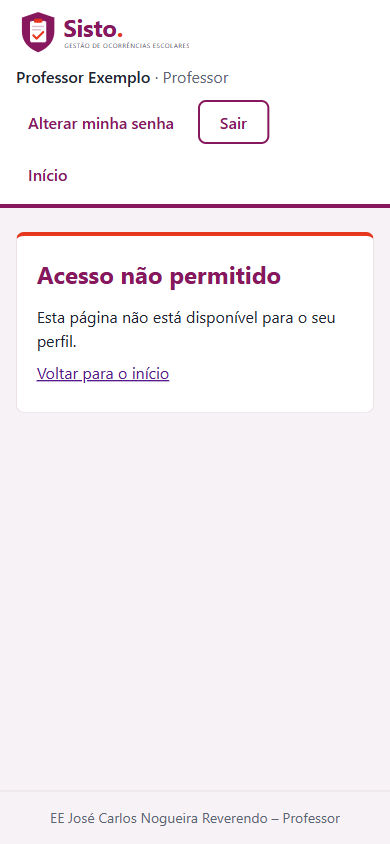 Sisto.
GESTÃO DE OCORRÊNCIAS ESCOLARES
Professor Exemplo · Professor
Alterar minha senha
Sair
Início
Acesso não permitido
Esta página não está disponível para o seu
perfil.
Voltar para o início
EE José Carlos Nogueira Reverendo – Professor